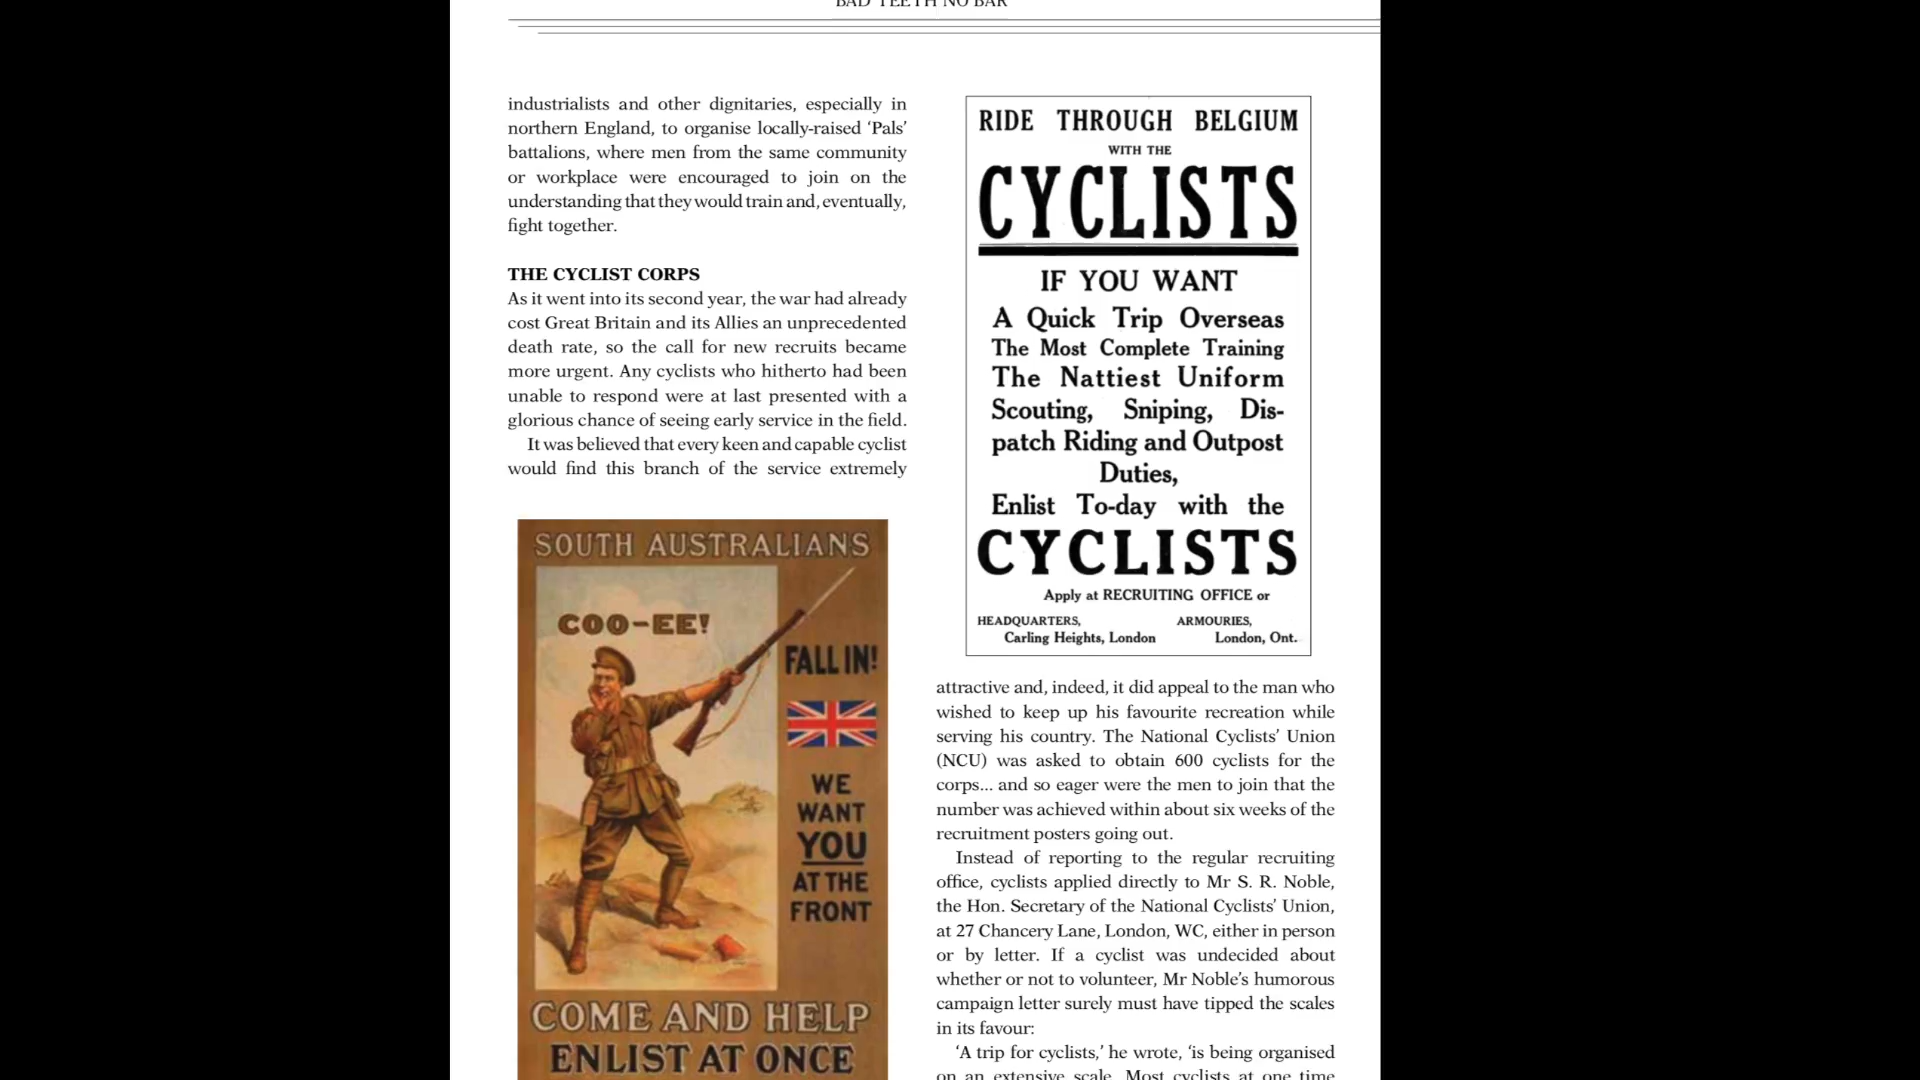 BAD TEETH NO BAR
industrialists and other dignitaries, especially in
northern England, to organise locally-raised ‘Pals’
battalions, where men from the same community
or workplace were encouraged to join on the
understanding that they would train and, eventually,
fight together.
THE CYCLIST CORPS
As it went into its second year, the war had already
cost Great Britain and its Allies an unprecedented
death rate, so the call for new recruits became
more urgent. Any cyclists who hitherto had been
unable to respond were at last presented with a
glorious chance of seeing early service in the field.
It was believed that every keen and capable cyclist
would find this branch of the service extremely
SOUTH AUSTRALIANS
COO-EE!
FALL IN!
WE
WANT
YOU
AT THE
FRONT
COME AND HELP
ENLIST AT ONCE
RIDE THROUGH BELGIUM
WITH THE
CYCLISTS
IF YOU WANT
A Quick Trip Overseas
The Most Complete Training
The Nattiest Uniform
Scouting, Sniping, Dis-
patch Riding and Outpost
Duties,
Enlist To-day with the
CYCLISTS
Apply at RECRUITING OFFICE or
HEADQUARTERS, ARMOURIES,
Carling Heights, London London, Ont.
attractive and, indeed, it did appeal to the man who
wished to keep up his favourite recreation while
serving his country. The National Cyclists’ Union
(NCU) was asked to obtain 600 cyclists for the
corps... and so eager were the men to join that the
number was achieved within about six weeks of the
recruitment posters going out.
Instead of reporting to the regular recruiting
office, cyclists applied directly to Mr S. R. Noble,
the Hon. Secretary of the National Cyclists’ Union,
at 27 Chancery Lane, London, WC, either in person
or by letter. If a cyclist was undecided about
whether or not to volunteer, Mr Noble’s humorous
campaign letter surely must have tipped the scales
in its favour:
‘A trip for cyclists,’ he wrote, ‘is being organised
on an extensive scale. Most cyclists at one time